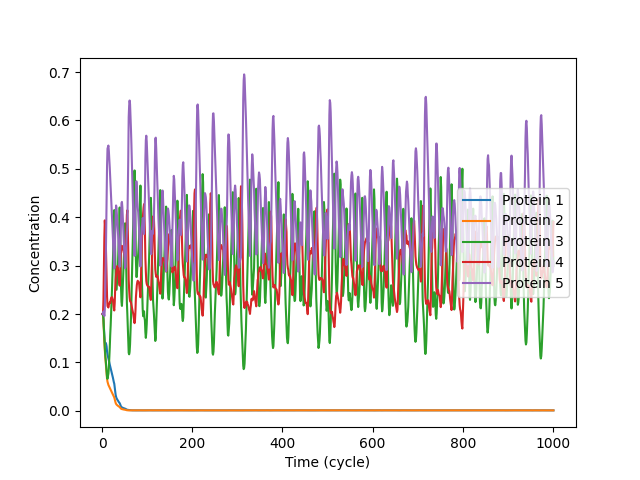 0.7
0.6
0.5
0.4
0.3
0.2
0.1
0.0
Concentration
Protein 1
Protein 2
Protein 3
Protein 4
Protein 5
0 200 400 600 800 1000
Time (cycle)